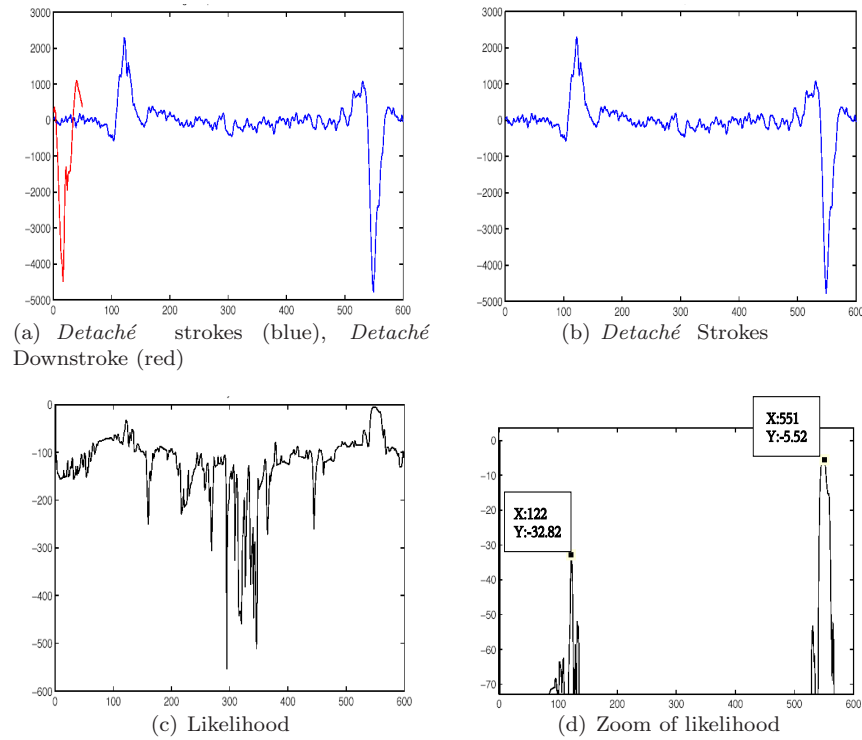 3000
2000
1000
0
−1000
−2000
−3000
−4000
−5000
0 100 200 300 400 500 600
(a) Detaché strokes (blue), Detaché
Downstroke (red)
3000
2000
1000
0
−1000
−2000
−3000
−4000
−5000
0 100 200 300 400 500 600
(b) Detaché Strokes
0
−100
−200
−300
−400
−500
−600
0 100 200 300 400 500 600
(c) Likelihood
X:551
Y:-5.52
X:122
Y:-32.82
0
−10
−20
−30
−40
−50
−60
−70
0 100 200 300 400 500 600
(d) Zoom of likelihood